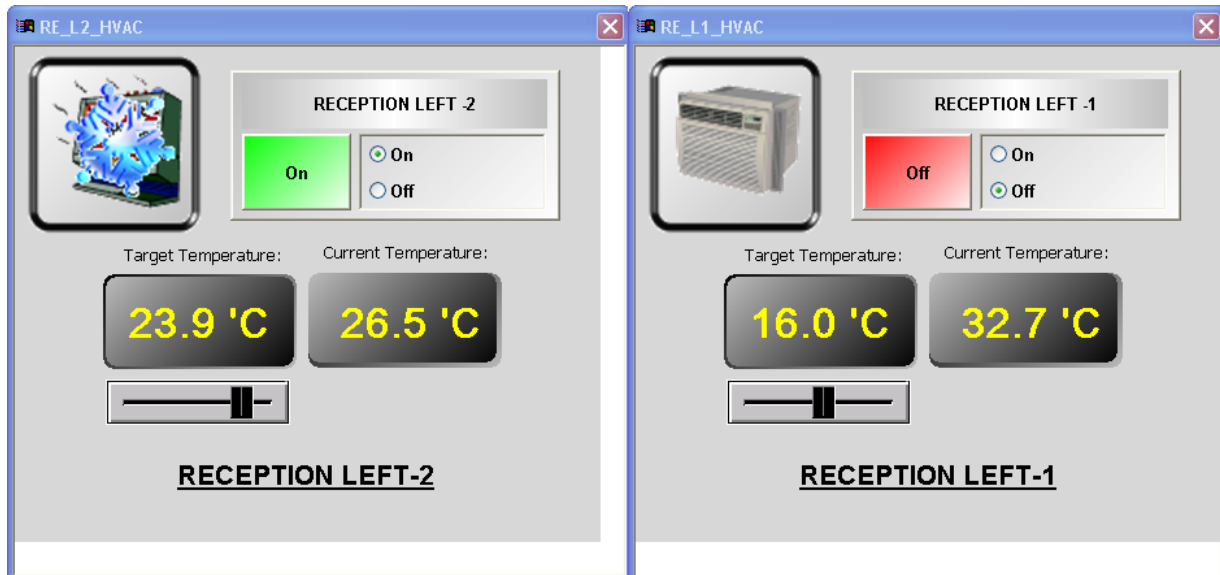 RE_L2_HVAC
RECEPTION LEFT -2
On
On
Off
Target Temperature:
Current Temperature:
23.9 'C
26.5 'C
RECEPTION LEFT-2
RE_L1_HVAC
RECEPTION LEFT -1
Off
On
Off
Target Temperature:
Current Temperature:
16.0 'C
32.7 'C
RECEPTION LEFT-1